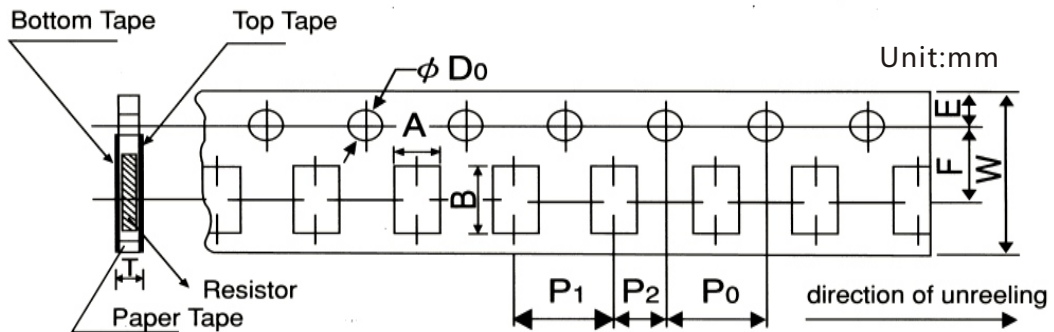 Bottom Tape
Top Tape
Unit:mm
ϕ D₀
E
A
F
W
B
T
P₁
P₂
P₀
Resistor
direction of unreeling
Paper Tape